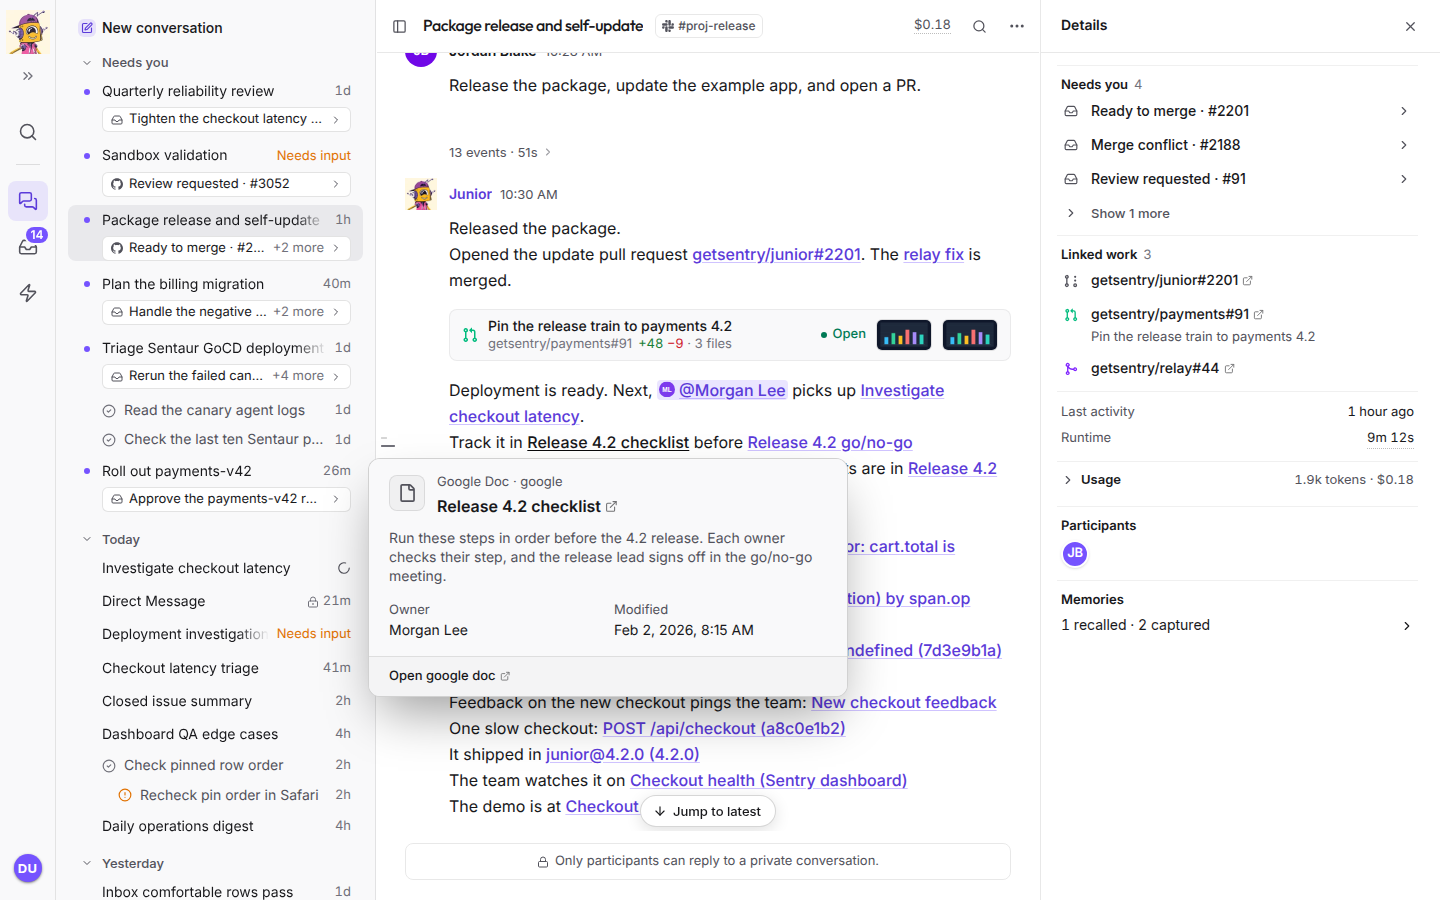 New conversation
Needs you
Quarterly reliability review 1d
Tighten the checkout latency ...
Sandbox validation Needs input
Review requested · #3052
Package release and self-update 1h
Ready to merge · #2... +2 more
14
Plan the billing migration 40m
Handle the negative ... +2 more
Triage Sentaur GoCD deployment 1d
Rerun the failed can... +4 more
Read the canary agent logs 1d
Check the last ten Sentaur p... 1d
Roll out payments-v42 26m
Approve the payments-v42 r...
Today
Investigate checkout latency
Direct Message 21m
Deployment investigation Needs input
Checkout latency triage 41m
Closed issue summary 2h
Dashboard QA edge cases 4h
Check pinned row order 2h
Recheck pin order in Safari 2h
Daily operations digest 4h
Yesterday
Inbox comfortable rows pass 1d
DU
Package release and self-update #proj-release $0.18
JB Jordan Blake 10:28 AM
Release the package, update the example app, and open a PR.
13 events · 51s
Junior 10:30 AM
Released the package.
Opened the update pull request getsentry/junior#2201. The relay fix is
merged.
Pin the release train to payments 4.2
getsentry/payments#91 +48 −9 · 3 files
Open
Deployment is ready. Next, ML @Morgan Lee picks up Investigate
checkout latency.
Track it in Release 4.2 checklist before Release 4.2 go/no-go
ts are in Release 4.2
or: cart.total is
tion) by span.op
ndefined (7d3e9b1a)
Google Doc · google
Release 4.2 checklist
Run these steps in order before the 4.2 release. Each owner
checks their step, and the release lead signs off in the go/no-go
meeting.
Owner Modified
Morgan Lee Feb 2, 2026, 8:15 AM
Open google doc
Feedback on the new checkout pings the team: New checkout feedback
One slow checkout: POST /api/checkout (a8c0e1b2)
It shipped in junior@4.2.0 (4.2.0)
The team watches it on Checkout health (Sentry dashboard)
The demo is at Checkout
Jump to latest
Only participants can reply to a private conversation.
Details
Needs you 4
Ready to merge · #2201
Merge conflict · #2188
Review requested · #91
Show 1 more
Linked work 3
getsentry/junior#2201
getsentry/payments#91
Pin the release train to payments 4.2
getsentry/relay#44
Last activity 1 hour ago
Runtime 9m 12s
Usage 1.9k tokens · $0.18
Participants
JB
Memories
1 recalled · 2 captured